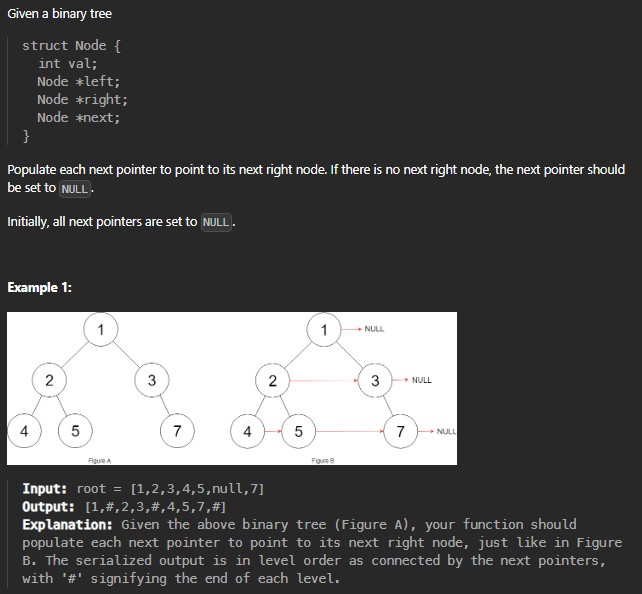 Given a binary tree
struct Node {
int val;
Node *left;
Node *right;
Node *next;
}
Populate each next pointer to point to its next right node. If there is no next right node, the next pointer should
be set to NULL.
Initially, all next pointers are set to NULL.
Example 1:
1
2 3
4 5 7
Figure A
1 NULL
2 3 NULL
4 5 7 NULL
Figure B
Input: root = [1,2,3,4,5,null,7]
Output: [1,#,2,3,#,4,5,7,#]
Explanation: Given the above binary tree (Figure A), your function should
populate each next pointer to point to its next right node, just like in Figure
B. The serialized output is in level order as connected by the next pointers,
with '#' signifying the end of each level.